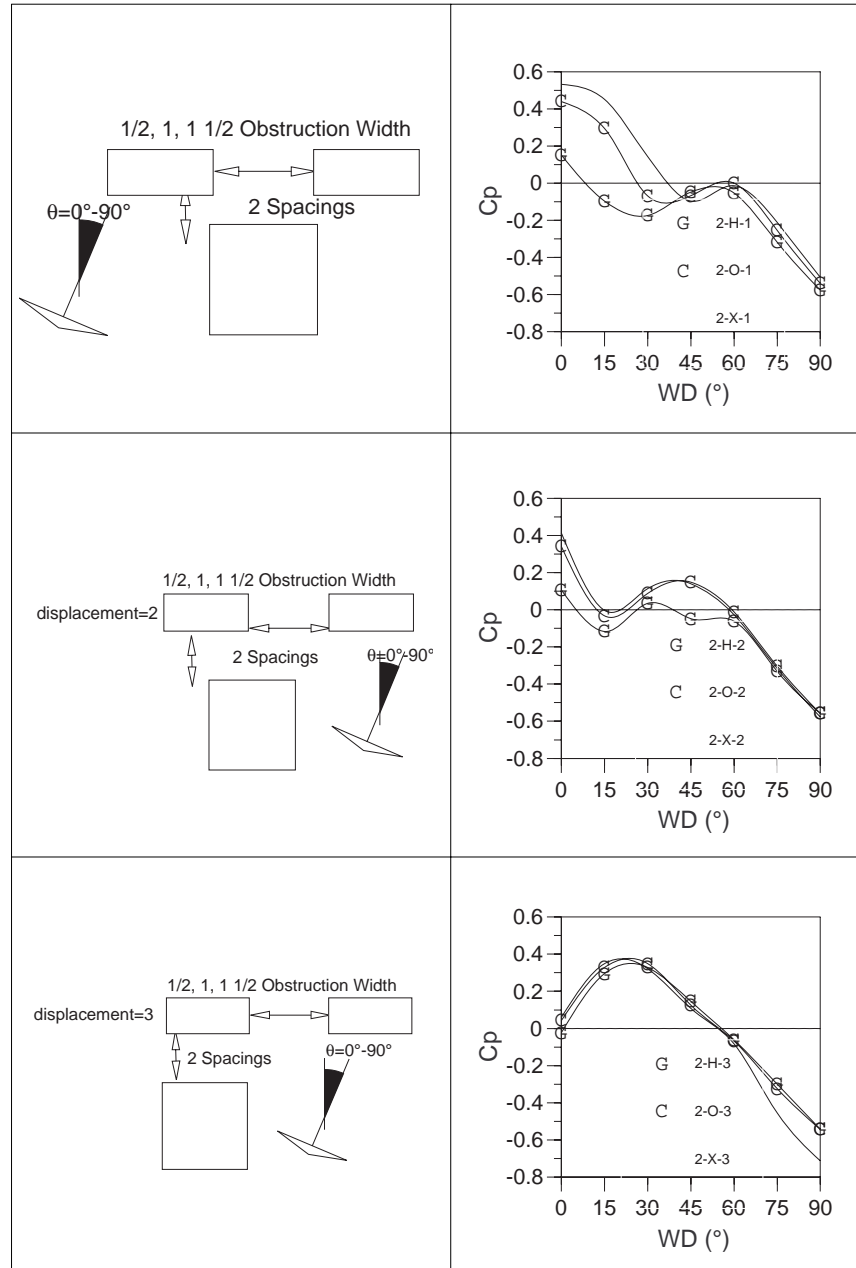 1/2, 1, 1 1/2 Obstruction Width
θ=0°-90°
2 Spacings
0.6
0.4
0.2
0
-0.2
-0.4
-0.6
-0.8
Cp
G 2-H-1
C 2-O-1
2-X-1
0 15 30 45 60 75 90
WD (°)
1/2, 1, 1 1/2 Obstruction Width
displacement=2
2 Spacings
θ=0°-90°
0.6
0.4
0.2
0
-0.2
-0.4
-0.6
-0.8
Cp
G 2-H-2
C 2-O-2
2-X-2
0 15 30 45 60 75 90
WD (°)
1/2, 1, 1 1/2 Obstruction Width
displacement=3
2 Spacings
θ=0°-90°
0.6
0.4
0.2
0
-0.2
-0.4
-0.6
-0.8
Cp
G 2-H-3
C 2-O-3
2-X-3
0 15 30 45 60 75 90
WD (°)